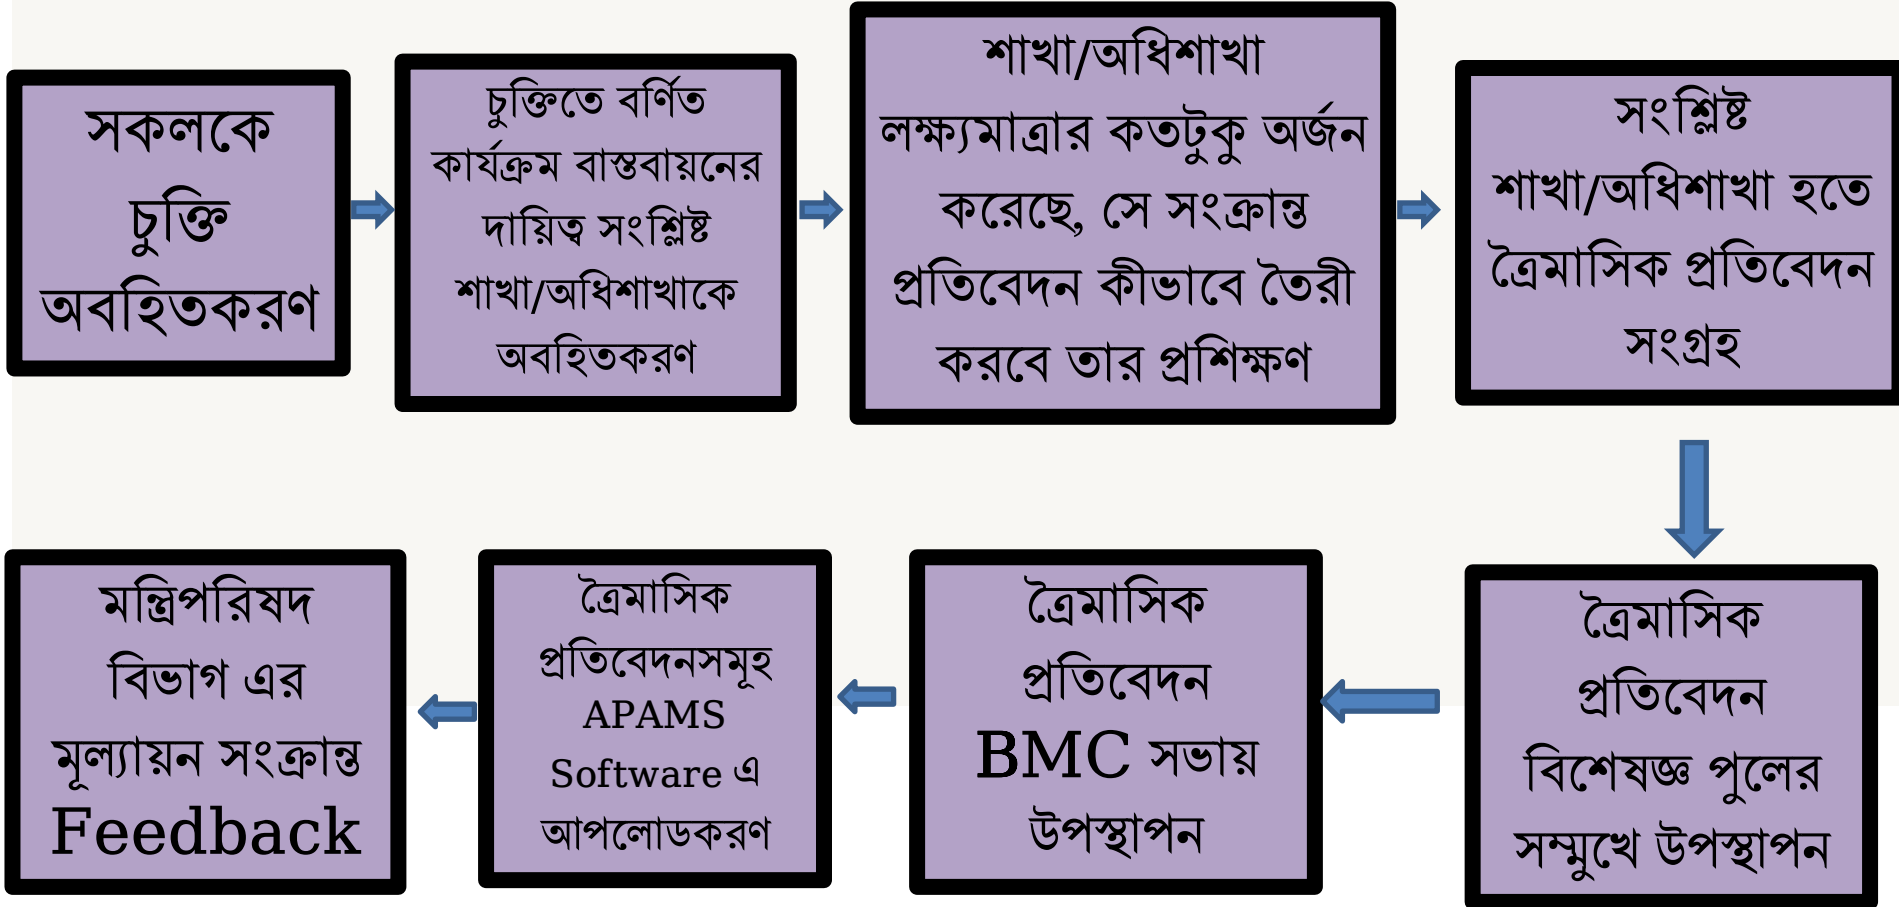 সকলকে
চুক্তি
অবহিতকরণ
চুক্তিতে বর্ণিত
কার্যক্রম বাস্তবায়নের
দায়িত্ব সংশ্লিষ্ট
শাখা/অধিশাখাকে
অবহিতকরণ
শাখা/অধিশাখা
লক্ষ্যমাত্রার কতটুকু অর্জন
করেছে, সে সংক্রান্ত
প্রতিবেদন কীভাবে তৈরী
করবে তার প্রশিক্ষণ
সংশ্লিষ্ট
শাখা/অধিশাখা হতে
ত্রৈমাসিক প্রতিবেদন
সংগ্রহ
ত্রৈমাসিক
প্রতিবেদন
বিশেষজ্ঞ পুলের
সম্মুখে উপস্থাপন
ত্রৈমাসিক
প্রতিবেদন
BMC সভায়
উপস্থাপন
ত্রৈমাসিক
প্রতিবেদনসমূহ
APAMS
Software এ
আপলোডকরণ
মন্ত্রিপরিষদ
বিভাগ এর
মূল্যায়ন সংক্রান্ত
Feedback